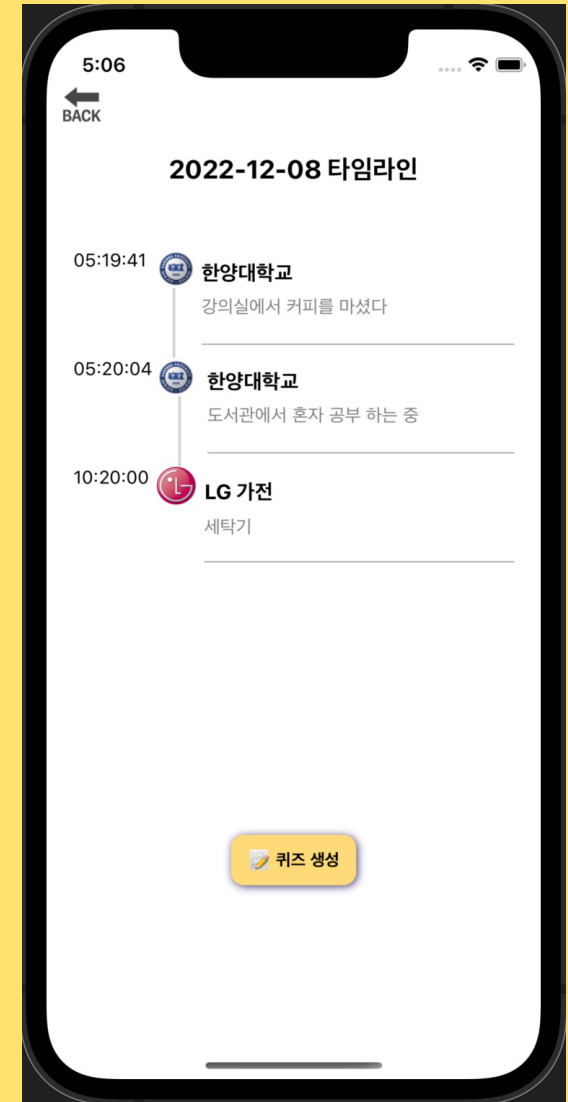 5:06
BACK
2022-12-08 타임라인
05:19:41
한양대학교
강의실에서 커피를 마셨다
05:20:04
한양대학교
도서관에서 혼자 공부 하는 중
10:20:00
LG 가전
세탁기
퀴즈 생성